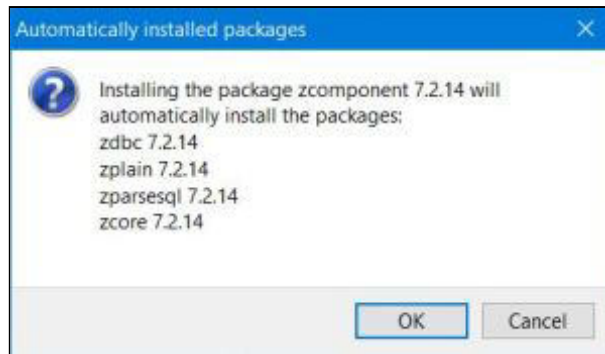 Automatically installed packages
Installing the package zcomponent 7.2.14 will
automatically install the packages:
zdbc 7.2.14
zplain 7.2.14
zparsesql 7.2.14
zcore 7.2.14
OK Cancel